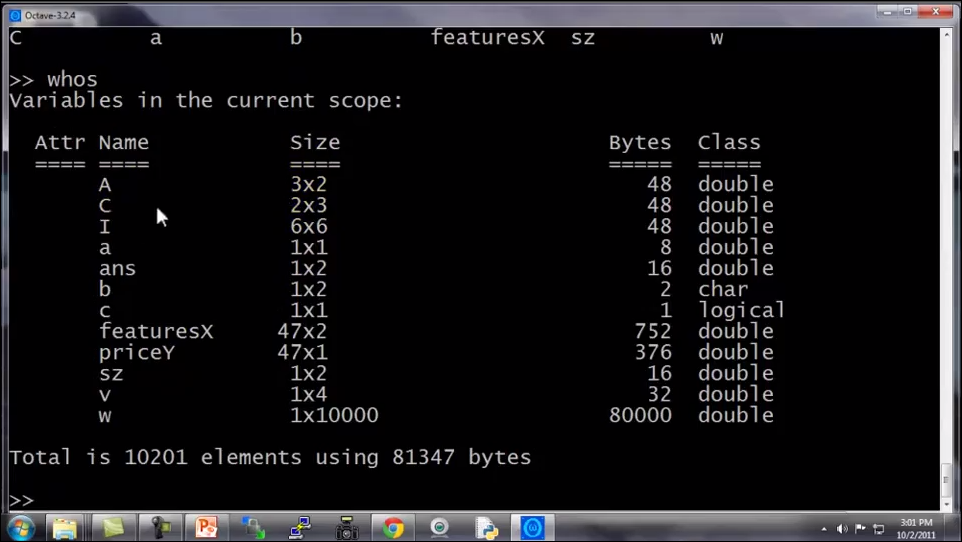 Octave-3.2.4
C a b featuresX sz w
>> whos
Variables in the current scope:
Attr Name Size Bytes Class
==== ==== ==== ===== =====
A 3x2 48 double
C 2x3 48 double
I 6x6 48 double
a 1x1 8 double
ans 1x2 16 double
b 1x2 2 char
c 1x1 1 logical
featuresX 47x2 752 double
priceY 47x1 376 double
sz 1x2 16 double
v 1x4 32 double
w 1x10000 80000 double
Total is 10201 elements using 81347 bytes
>>
3:01 PM
10/2/2011